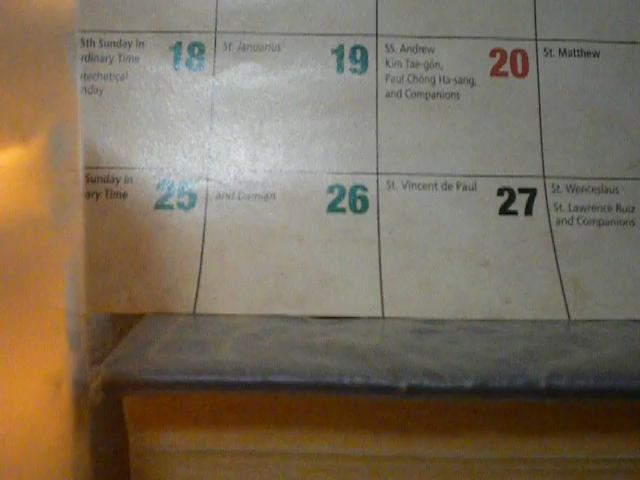 5th Sunday in
rdinary Time
techetical
nday
18
St. Januarius
19
SS. Andrew
Kim Tae-gŏn,
Paul Chŏng Ha-sang,
and Companions
20
St. Matthew
Sunday in
ary Time
25
and Damian
26
St. Vincent de Paul
27
St. Wenceslaus
St. Lawrence Ruiz
and Companions